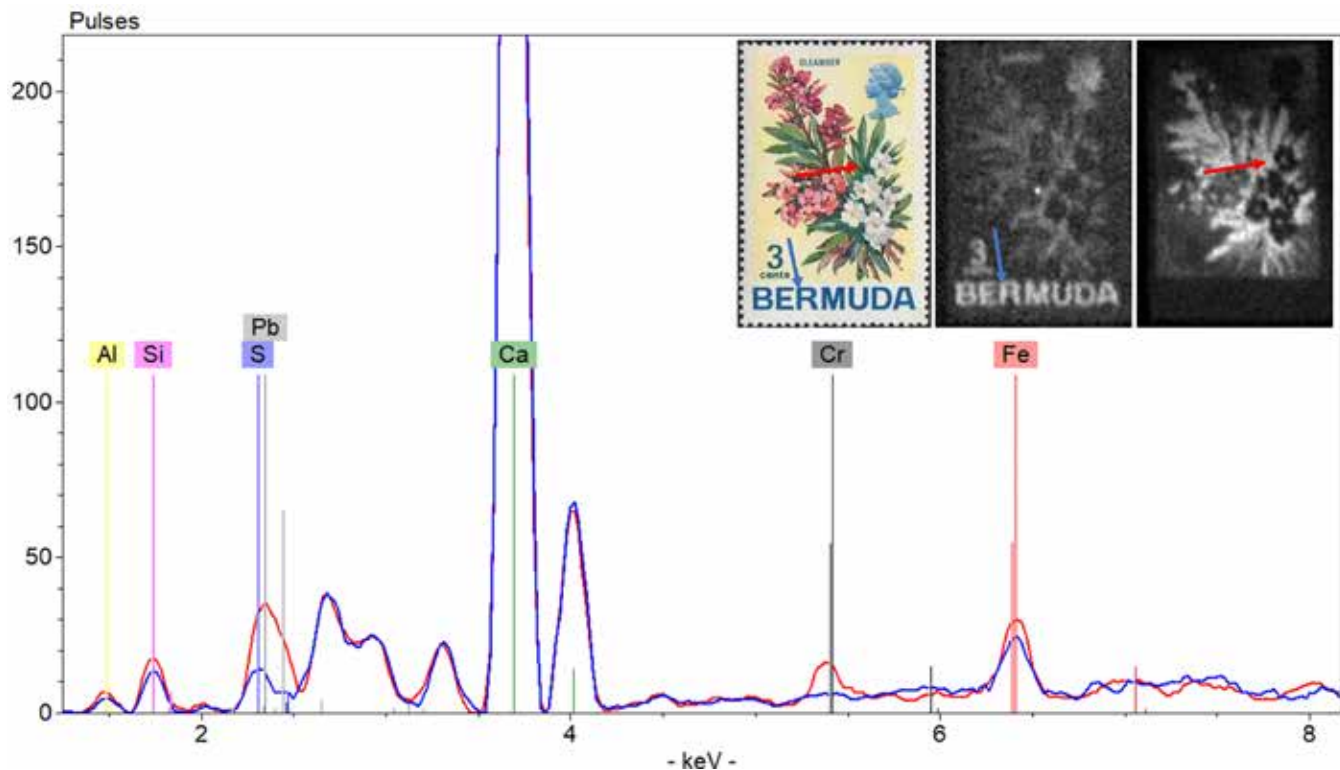 Pulses
200
150
100
50
0
Al
Si
Pb
S
Ca
Cr
Fe
2
4
6
8
- keV -
OLEANDER
3
cents
BERMUDA
3
BERMUDA